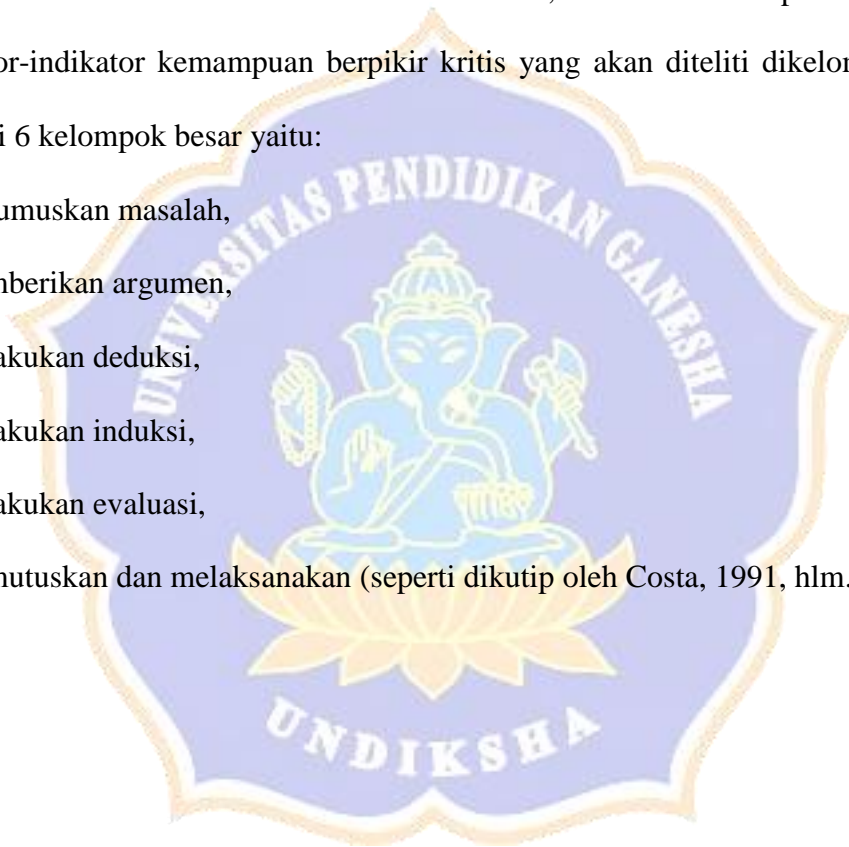 or-indikator kemampuan berpikir kritis yang akan diteliti dikelom
i 6 kelompok besar yaitu:
umuskan masalah,
nberikan argumen,
akukan deduksi,
akukan induksi,
akukan evaluasi,
nutuskan dan melaksanakan (seperti dikutip oleh Costa, 1991, hlm.
UNIVERSITAS PENDIDIKAN GANESHA
UNDIKSHA